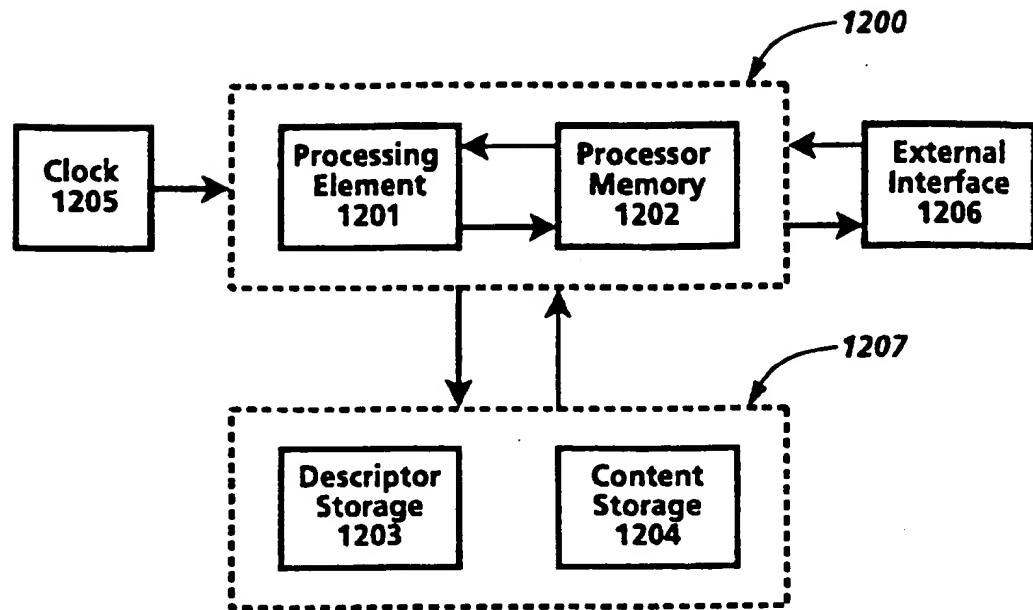 1200
Clock
1205
Processing
Element
1201
Processor
Memory
1202
External
Interface
1206
1207
Descriptor
Storage
1203
Content
Storage
1204